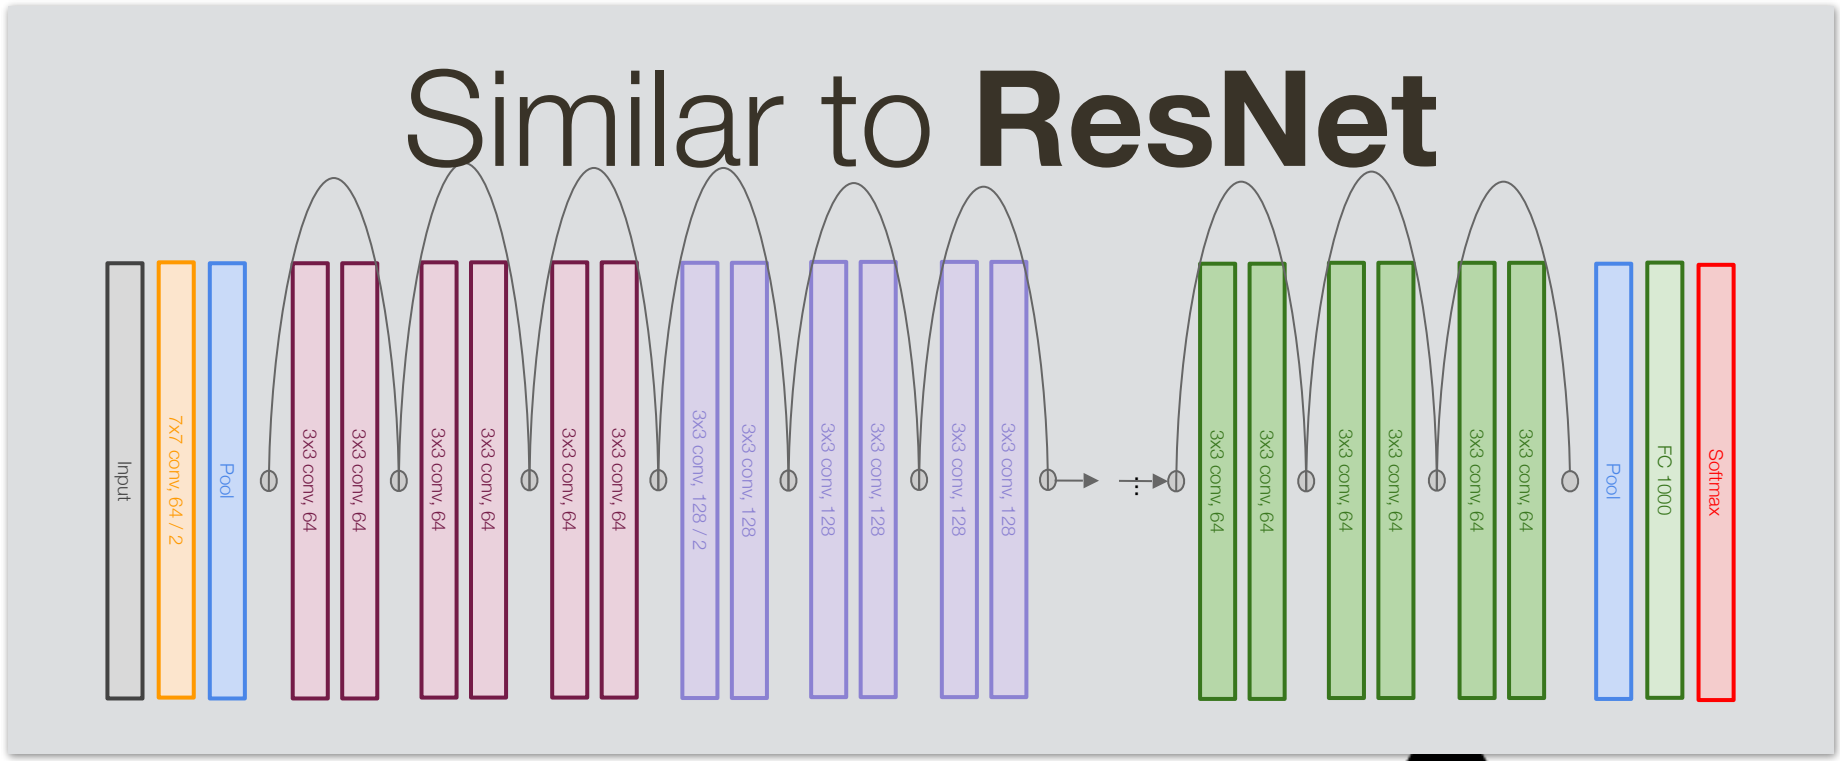 Similar to ResNet
Input
7x7 conv, 64 / 2
Pool
3x3 conv, 64
3x3 conv, 64
3x3 conv, 64
3x3 conv, 64
3x3 conv, 64
3x3 conv, 64
3x3 conv, 128 / 2
3x3 conv, 128
3x3 conv, 128
3x3 conv, 128
3x3 conv, 128
3x3 conv, 128
...
3x3 conv, 64
3x3 conv, 64
3x3 conv, 64
3x3 conv, 64
3x3 conv, 64
3x3 conv, 64
Pool
FC 1000
Softmax